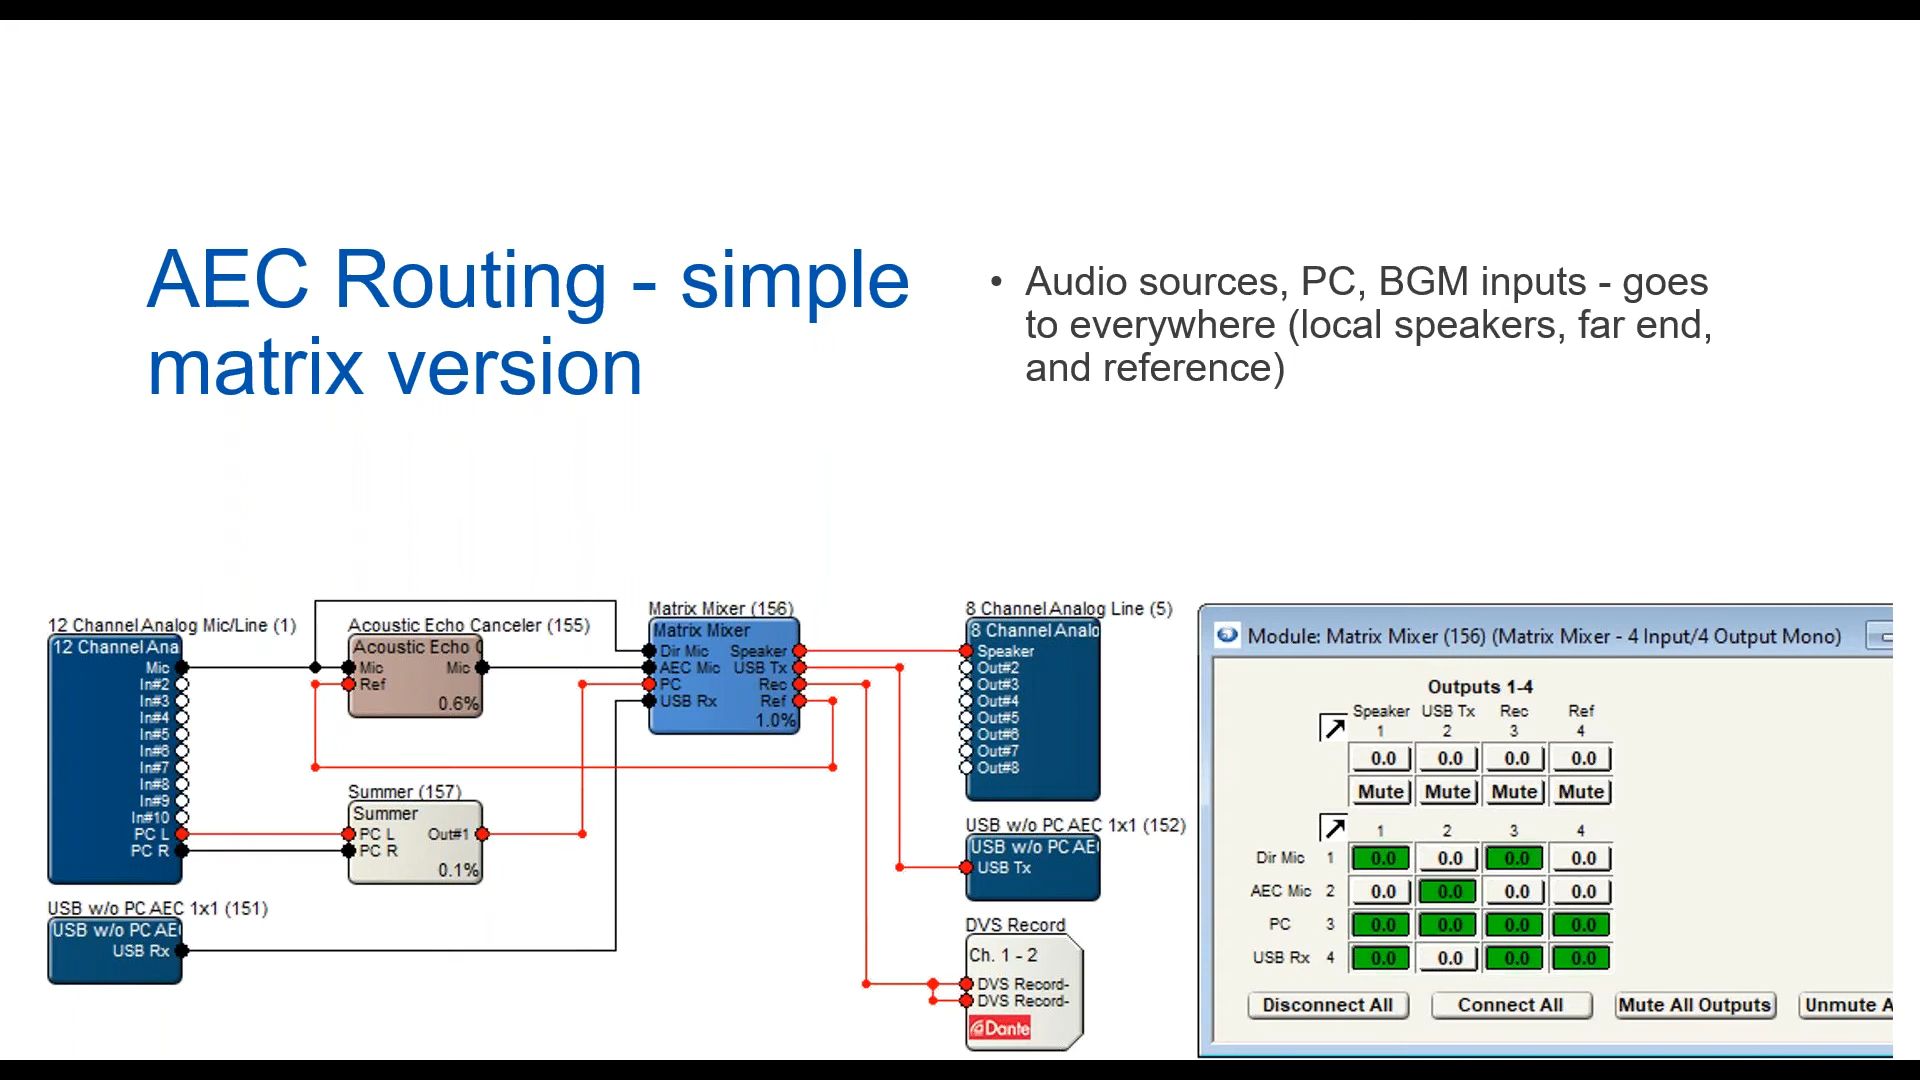 AEC Routing - simple
matrix version
• Audio sources, PC, BGM inputs - goes
to everywhere (local speakers, far end,
and reference)
12 Channel Analog Mic/Line (1)
12 Channel Ana
Mic
In#2
In#3
In#4
In#5
In#6
In#7
In#8
In#9
In#10
PC L
PC R
USB w/o PC AEC 1x1 (151)
USB w/o PC AE
USB Rx
Acoustic Echo Canceler (155)
Acoustic Echo C
Mic Mic
Ref
0.6%
Summer (157)
Summer
PC L Out#1
PC R
0.1%
Matrix Mixer (156)
Matrix Mixer
Dir Mic Speaker
AEC Mic USB Tx
PC Rec
USB Rx Ref
1.0%
8 Channel Analog Line (5)
8 Channel Analo
Speaker
Out#2
Out#3
Out#4
Out#5
Out#6
Out#7
Out#8
USB w/o PC AEC 1x1 (152)
USB w/o PC AE
USB Tx
DVS Record
Ch. 1 - 2
DVS Record-
DVS Record-
Dante
Module: Matrix Mixer (156) (Matrix Mixer - 4 Input/4 Output Mono)
Outputs 1-4
Speaker USB Tx Rec Ref
1 2 3 4
0.0 0.0 0.0 0.0
Mute Mute Mute Mute
1 2 3 4
Dir Mic 1 0.0 0.0 0.0 0.0
AEC Mic 2 0.0 0.0 0.0 0.0
PC 3 0.0 0.0 0.0 0.0
USB Rx 4 0.0 0.0 0.0 0.0
Disconnect All Connect All Mute All Outputs Unmute A